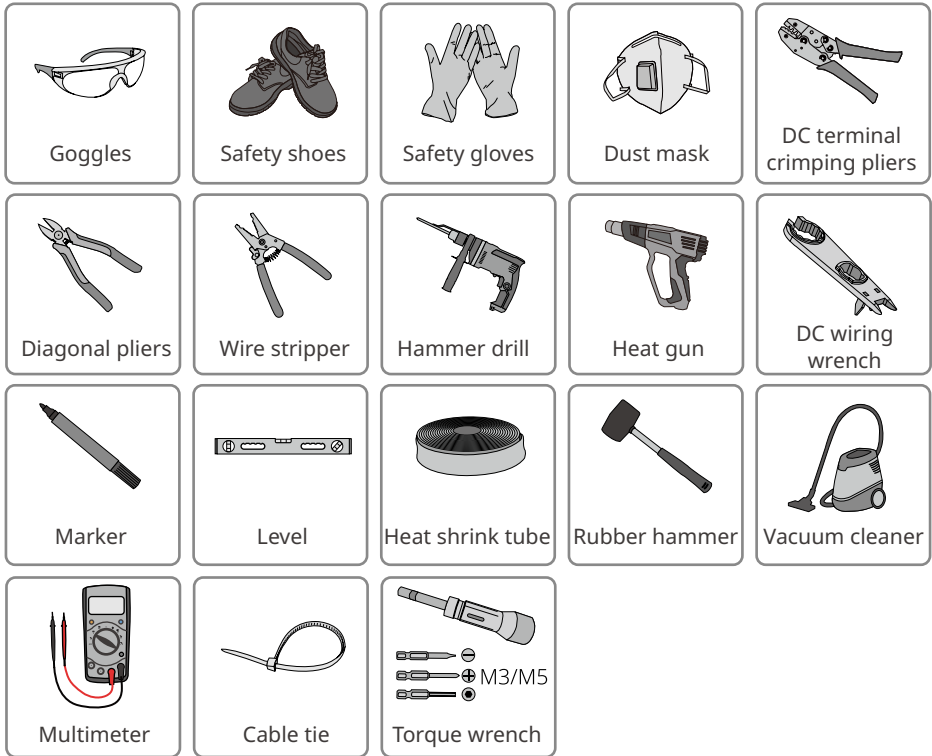 Goggles
Safety shoes
Safety gloves
Dust mask
DC terminal
crimping pliers
Diagonal pliers
Wire stripper
Hammer drill
Heat gun
DC wiring
wrench
Marker
Level
Heat shrink tube
Rubber hammer
Vacuum cleaner
M3/M5
Multimeter
Cable tie
Torque wrench